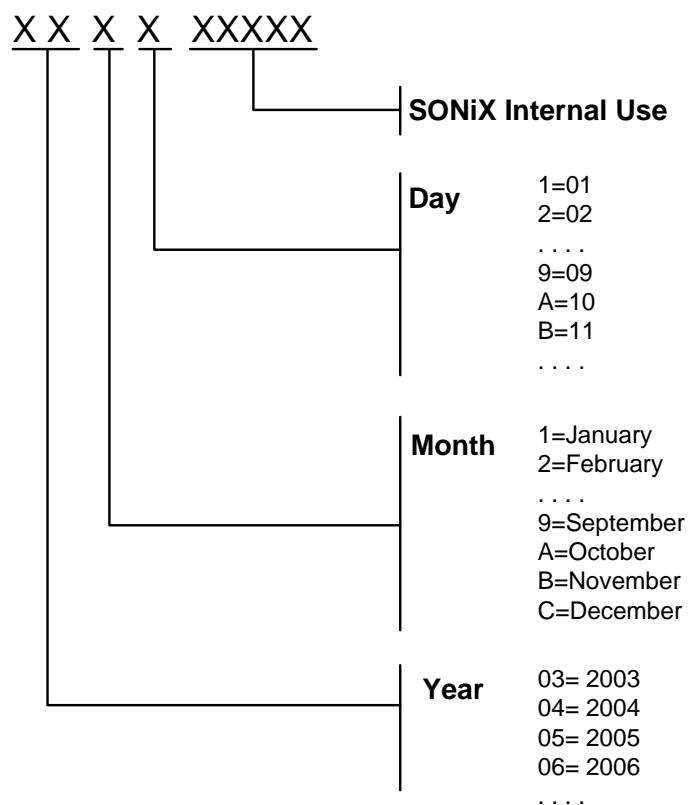 X X X X XXXXX
SONiX Internal Use
Day
1=01
2=02
. . . .
9=09
A=10
B=11
. . . .
Month
1=January
2=February
. . . .
9=September
A=October
B=November
C=December
Year
03= 2003
04= 2004
05= 2005
06= 2006
. . . .